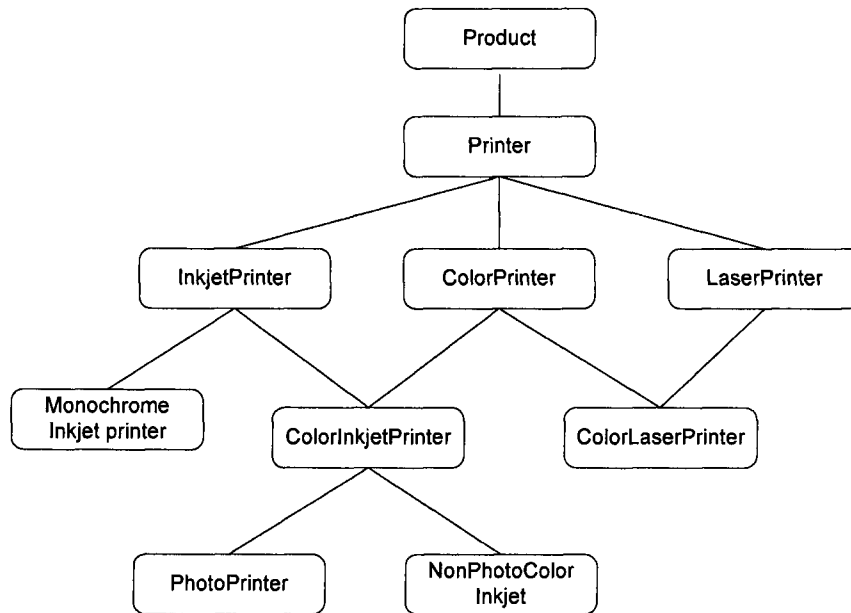 Product
Printer
InkjetPrinter
ColorPrinter
LaserPrinter
Monochrome
Inkjet printer
ColorInkjetPrinter
ColorLaserPrinter
PhotoPrinter
NonPhotoColor
Inkjet